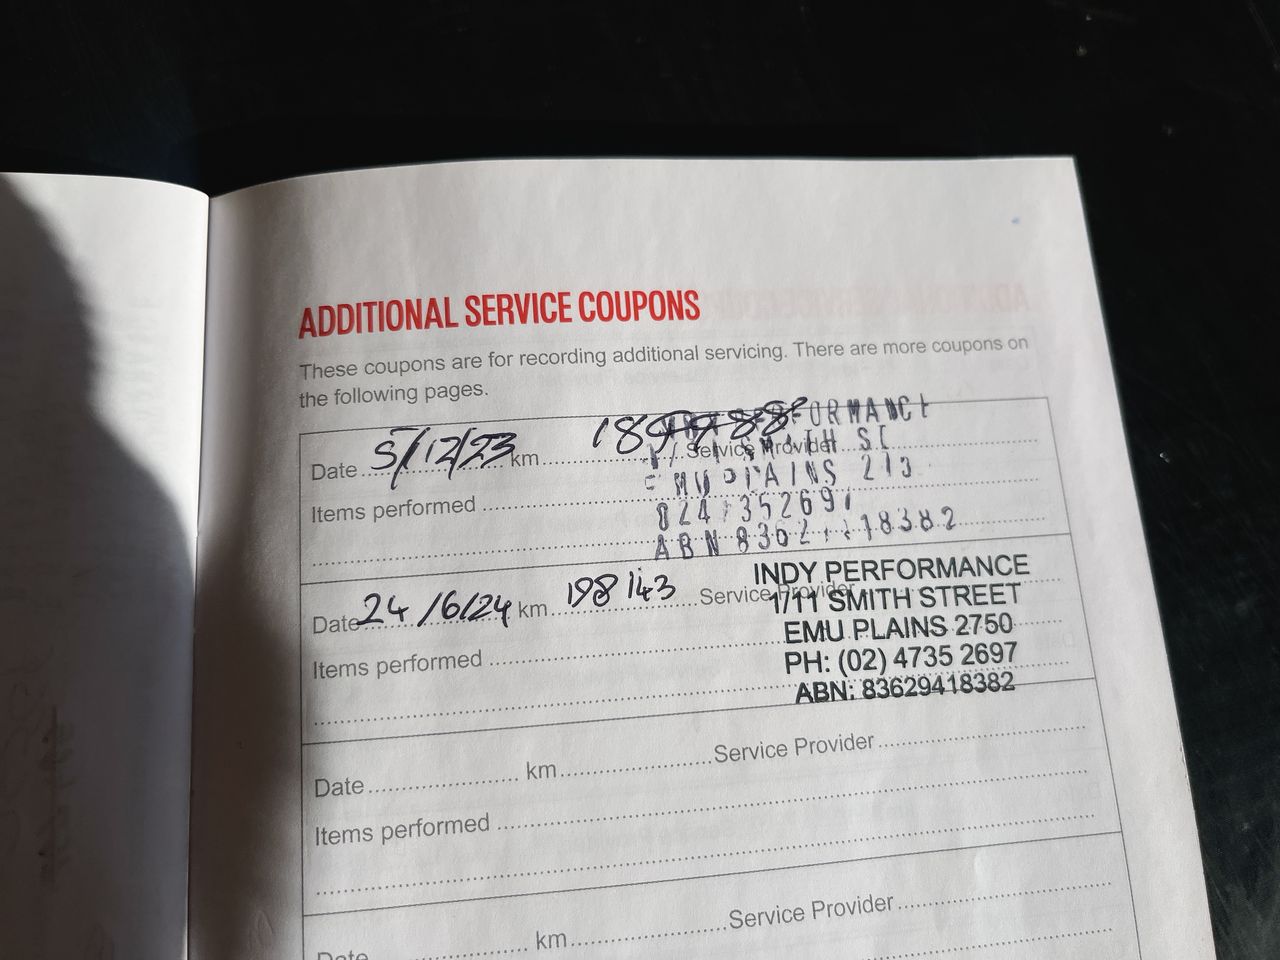 ADDITIONAL SERVICE COUPONS
These coupons are for recording additional servicing. There are more coupons on
the following pages.
Date 5/12/23 km Service Provider
Items performed
Date 24/6/24 km 198143 Service Provider
INDY PERFORMANCE
1/11 SMITH STREET
EMU PLAINS 2750
PH: (02) 4735 2697
ABN: 83629418382
Items performed
Date km Service Provider
Items performed
Date km Service Provider